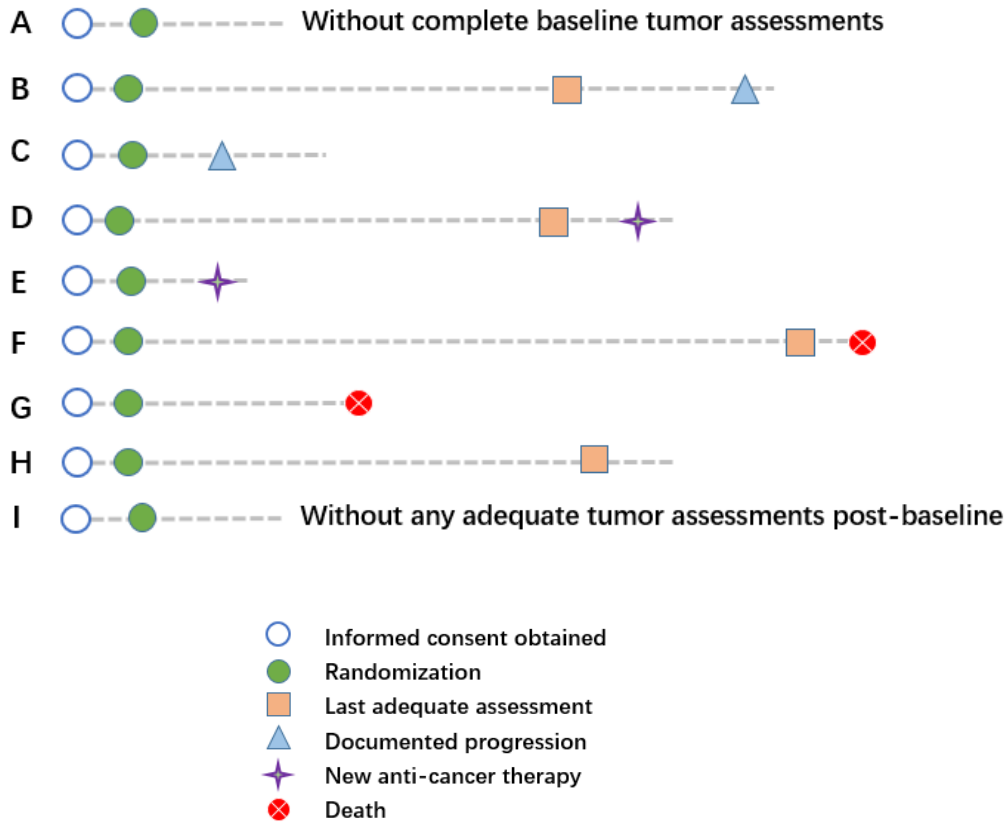 A Without complete baseline tumor assessments
B
C
D
E
F
G
H
I Without any adequate tumor assessments post-baseline
Informed consent obtained
Randomization
Last adequate assessment
Documented progression
New anti-cancer therapy
Death